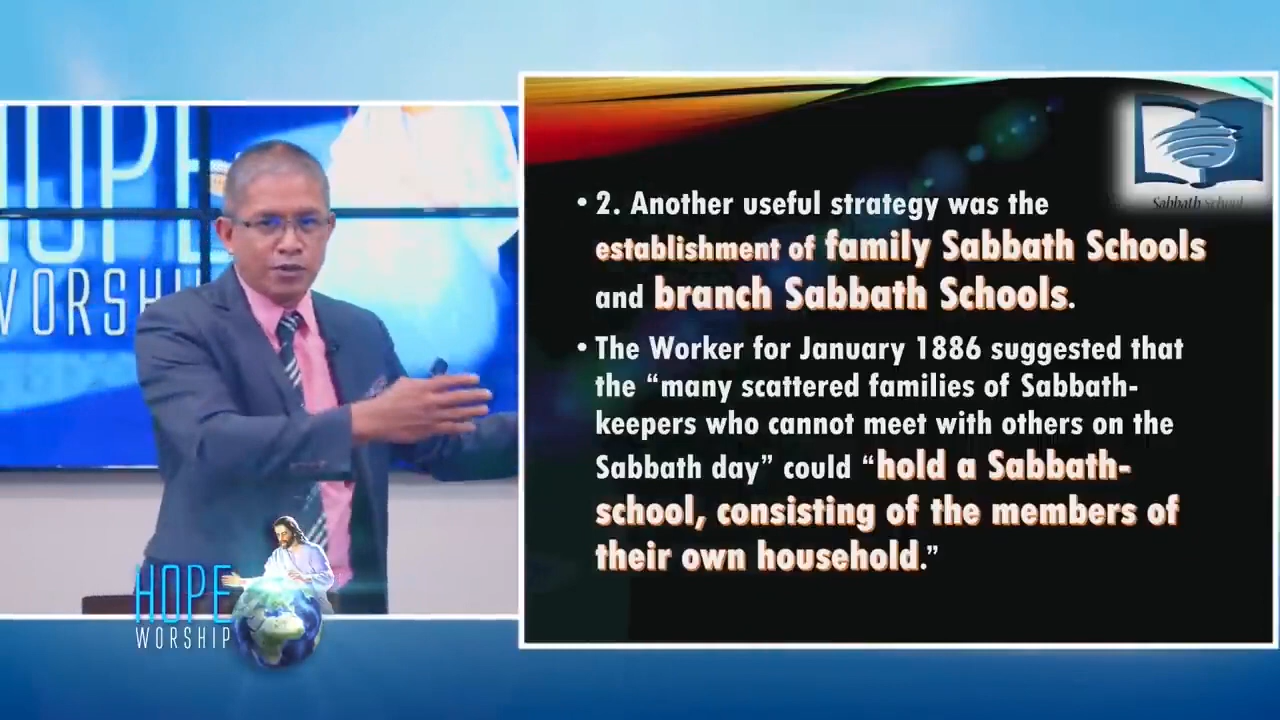 HOPE
WORSHI
Sabbath School
• 2. Another useful strategy was the
establishment of family Sabbath Schools
and branch Sabbath Schools.
• The Worker for January 1886 suggested that
the “many scattered families of Sabbath-
keepers who cannot meet with others on the
Sabbath day” could “hold a Sabbath-
school, consisting of the members of
their own household.”
HOPE
WORSHIP